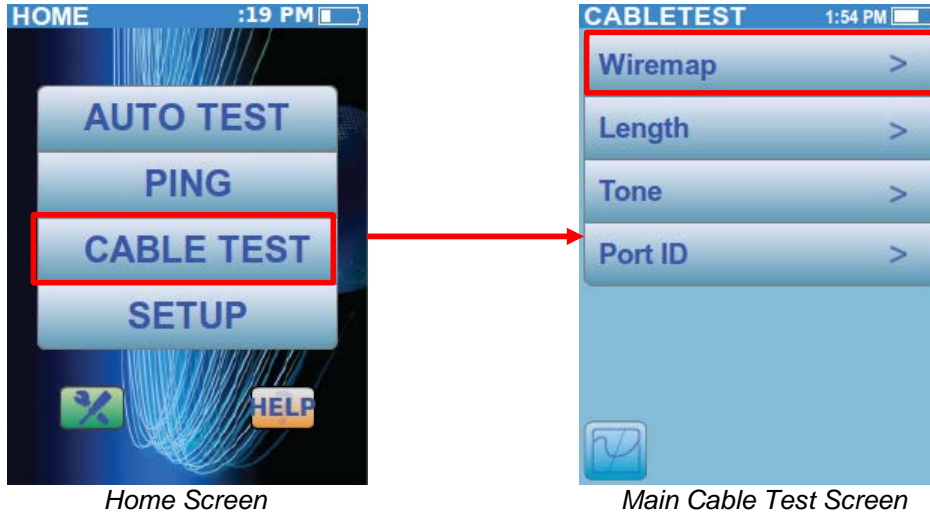 HOME :19 PM
AUTO TEST
PING
CABLE TEST
SETUP
HELP
Home Screen
CABLETEST 1:54 PM
Wiremap >
Length >
Tone >
Port ID >
Main Cable Test Screen